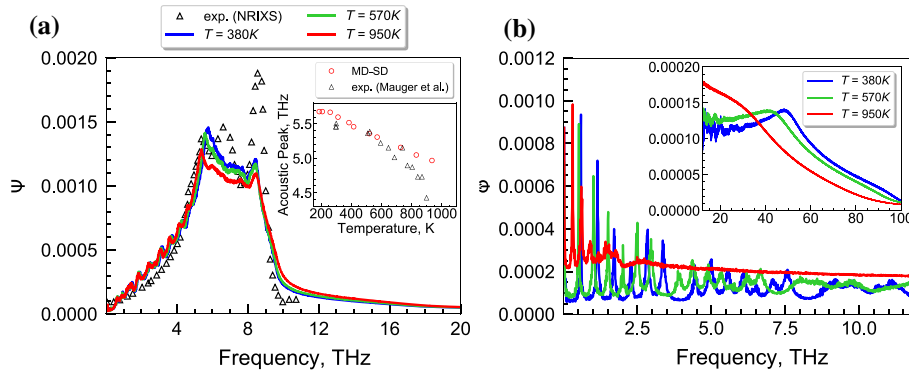 (a)
exp. (NRIXS)
T = 380K
T = 570K
T = 950K
0.0020
0.0015
0.0010
0.0005
0.0000
Ψ
4
8
12
16
20
Frequency, THz
MD-SD
exp. (Mauger et al.)
5.5
5.0
4.5
Acoustic Peak, THz
200 400 600 800 1000
Temperature, K
(b)
0.0012
0.0010
0.0008
0.0006
0.0004
0.0002
0.0000
Ψ
2.5
5.0
7.5
10.0
Frequency, THz
0.00020
0.00015
0.00010
0.00005
0.00000
20
40
60
80
100
T = 380K
T = 570K
T = 950K